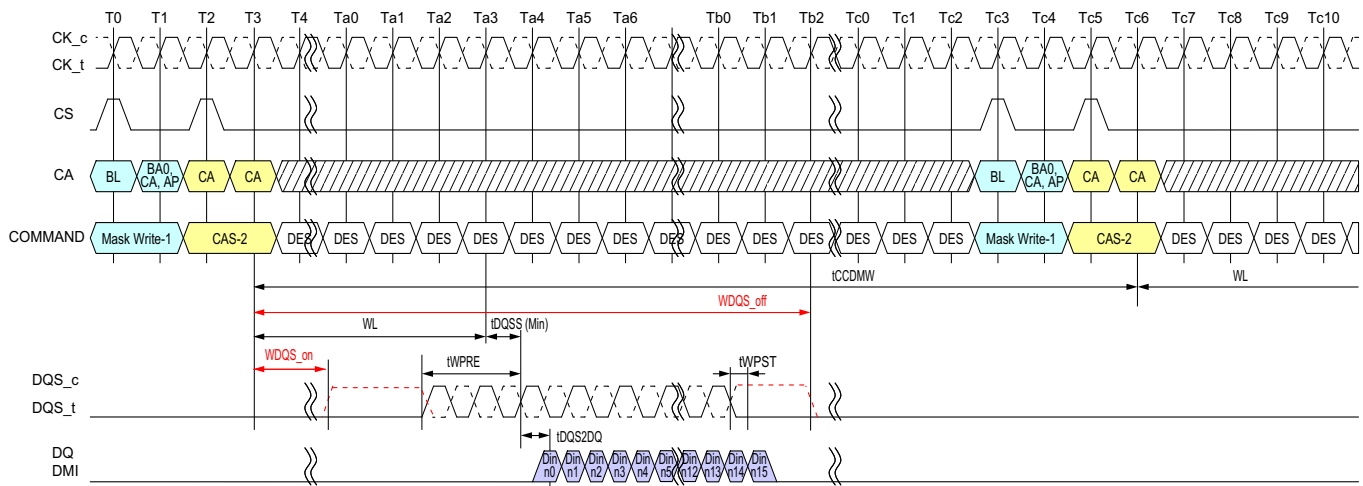 T0 T1 T2 T3 T4 Ta0 Ta1 Ta2 Ta3 Ta4 Ta5 Ta6 Tb0 Tb1 Tb2 Tc0 Tc1 Tc2 Tc3 Tc4 Tc5 Tc6 Tc7 Tc8 Tc9 Tc10
CK_c
CK_t
CS
CA BL BA0, CA, AP CA CA BL BA0, CA, AP CA CA
COMMAND Mask Write-1 CAS-2 DES DES DES DES DES DES DES DES DES DES DES DES DES DES DES Mask Write-1 CAS-2 DES DES DES DES
tCCDMW WL
WDQS_off
WL tDQSS (Min)
WDQS_on tWPRE tWPST
DQS_c
DQS_t
tDQS2DQ
DQ
DMI
Din n0 Din n1 Din n2 Din n3 Din n4 Din n5 Din n12 Din n13 Din n14 Din n15